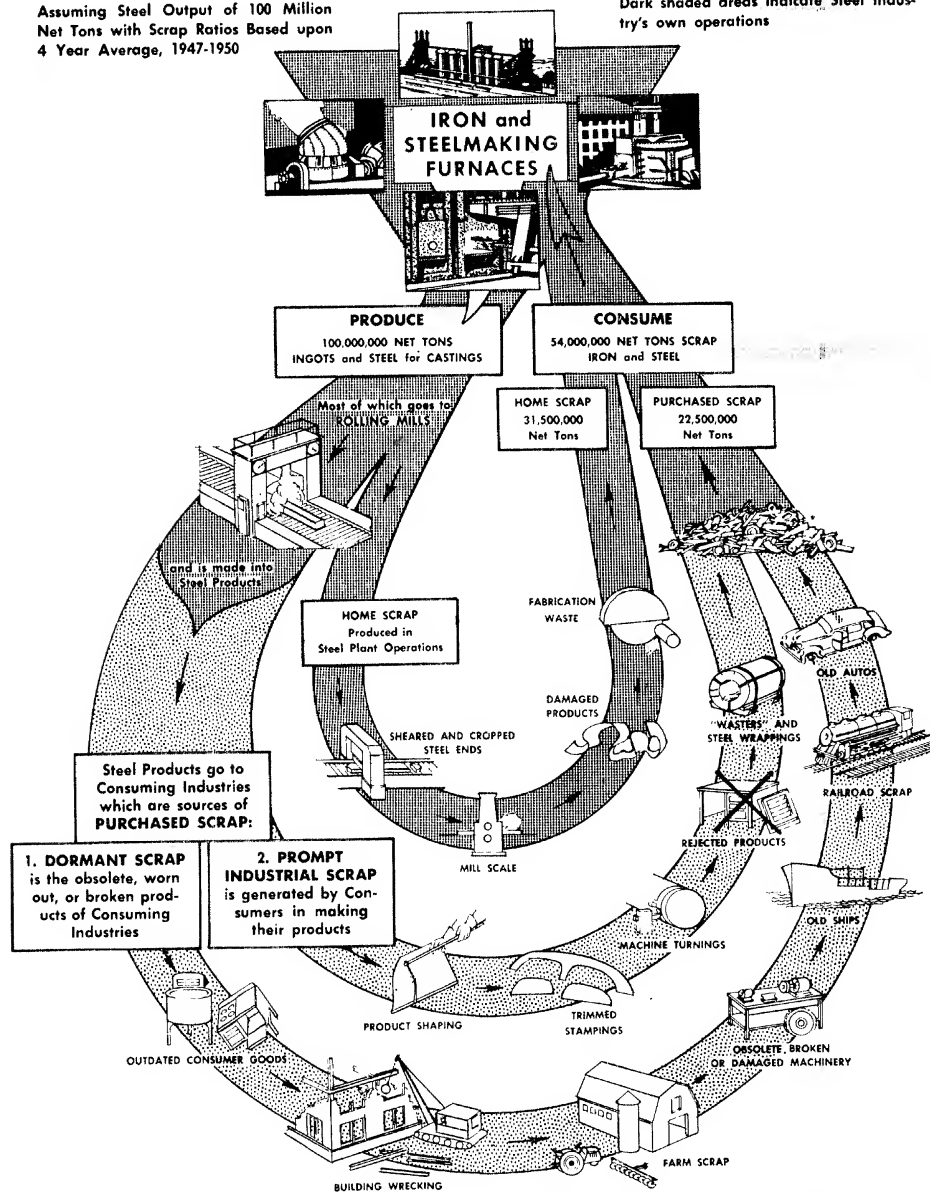 Assuming Steel Output of 100 Million
Net Tons with Scrap Ratios Based upon
4 Year Average, 1947-1950
Dark shaded areas indicate Steel Indus-
try's own operations
IRON and
STEELMAKING
FURNACES
PRODUCE
100,000,000 NET TONS
INGOTS and STEEL for CASTINGS
CONSUME
54,000,000 NET TONS SCRAP
IRON and STEEL
HOME SCRAP
31,500,000
Net Tons
PURCHASED SCRAP
22,500,000
Net Tons
Most of which goes to
ROLLING MILLS
and is made into
Steel Products
HOME SCRAP
Produced in
Steel Plant Operations
FABRICATION
WASTE
DAMAGED
PRODUCTS
SHEARED AND CROPPED
STEEL ENDS
MILL SCALE
OLD AUTOS
"WASTERS" AND
STEEL WRAPPINGS
RAILROAD SCRAP
REJECTED PRODUCTS
Steel Products go to
Consuming Industries
which are sources of
PURCHASED SCRAP:
1. DORMANT SCRAP
is the obsolete, worn
out, or broken prod-
ucts of Consuming
Industries
2. PROMPT
INDUSTRIAL SCRAP
is generated by Con-
sumers in making
their products
OLD SHIPS
MACHINE TURNINGS
PRODUCT SHAPING
TRIMMED
STAMPINGS
OUTDATED CONSUMER GOODS
OBSOLETE, BROKEN
OR DAMAGED MACHINERY
FARM SCRAP
BUILDING WRECKING